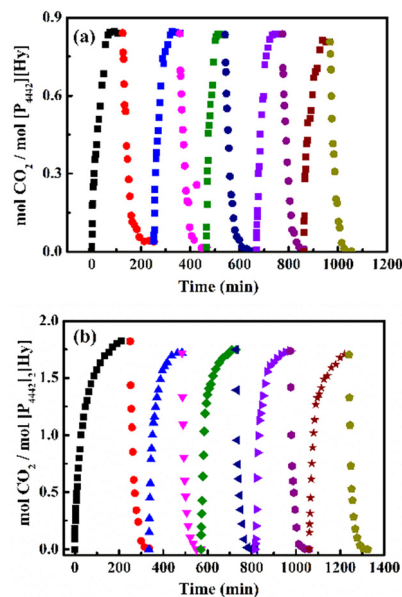 (a)
mol CO₂ / mol [P₄₄₄₂][Hy]
0.9
0.6
0.3
0.0
0 200 400 600 800 1000 1200
Time (min)
(b)
mol CO₂ / mol [P₄₄₄₂]₂[Hy]
2.0
1.5
1.0
0.5
0.0
0 200 400 600 800 1000 1200 1400
Time (min)